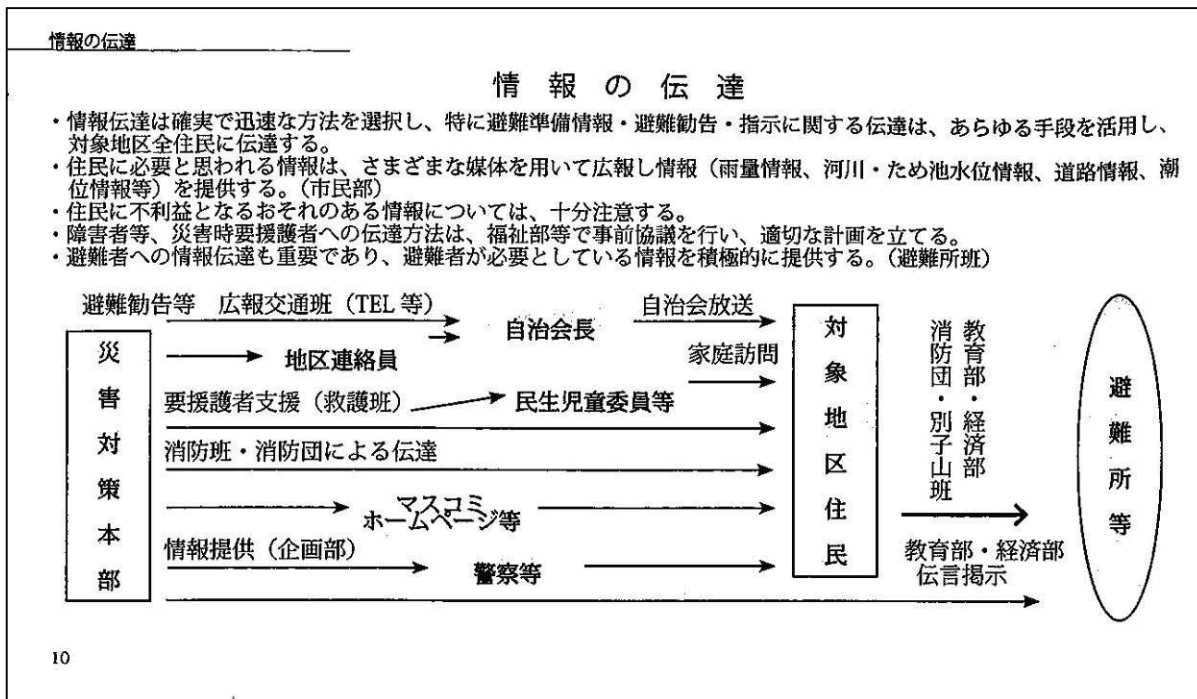 情報の伝達
情報の伝達
・情報伝達は確実で迅速な方法を選択し、特に避難準備情報・避難勧告・指示に関する伝達は、あらゆる手段を活用し、
対象地区全住民に伝達する。
・住民に必要と思われる情報は、さまざまな媒体を用いて広報し情報（雨量情報、河川・ため池水位情報、道路情報、潮
位情報等）を提供する。（市民部）
・住民に不利益となるおそれのある情報については、十分注意する。
・障害者等、災害時要援護者への伝達方法は、福祉部等で事前協議を行い、適切な計画を立てる。
・避難者への情報伝達も重要であり、避難者が必要としている情報を積極的に提供する。（避難所班）
災害対策本部
避難勧告等　広報交通班（TEL 等）
自治会長
自治会放送
地区連絡員
家庭訪問
要援護者支援（救護班）
民生児童委員等
消防班・消防団による伝達
マスコミ
ホームページ等
情報提供（企画部）
警察等
対象地区住民
教育部・経済部
消防団・別子山班
教育部・経済部
伝言掲示
避難所等
10